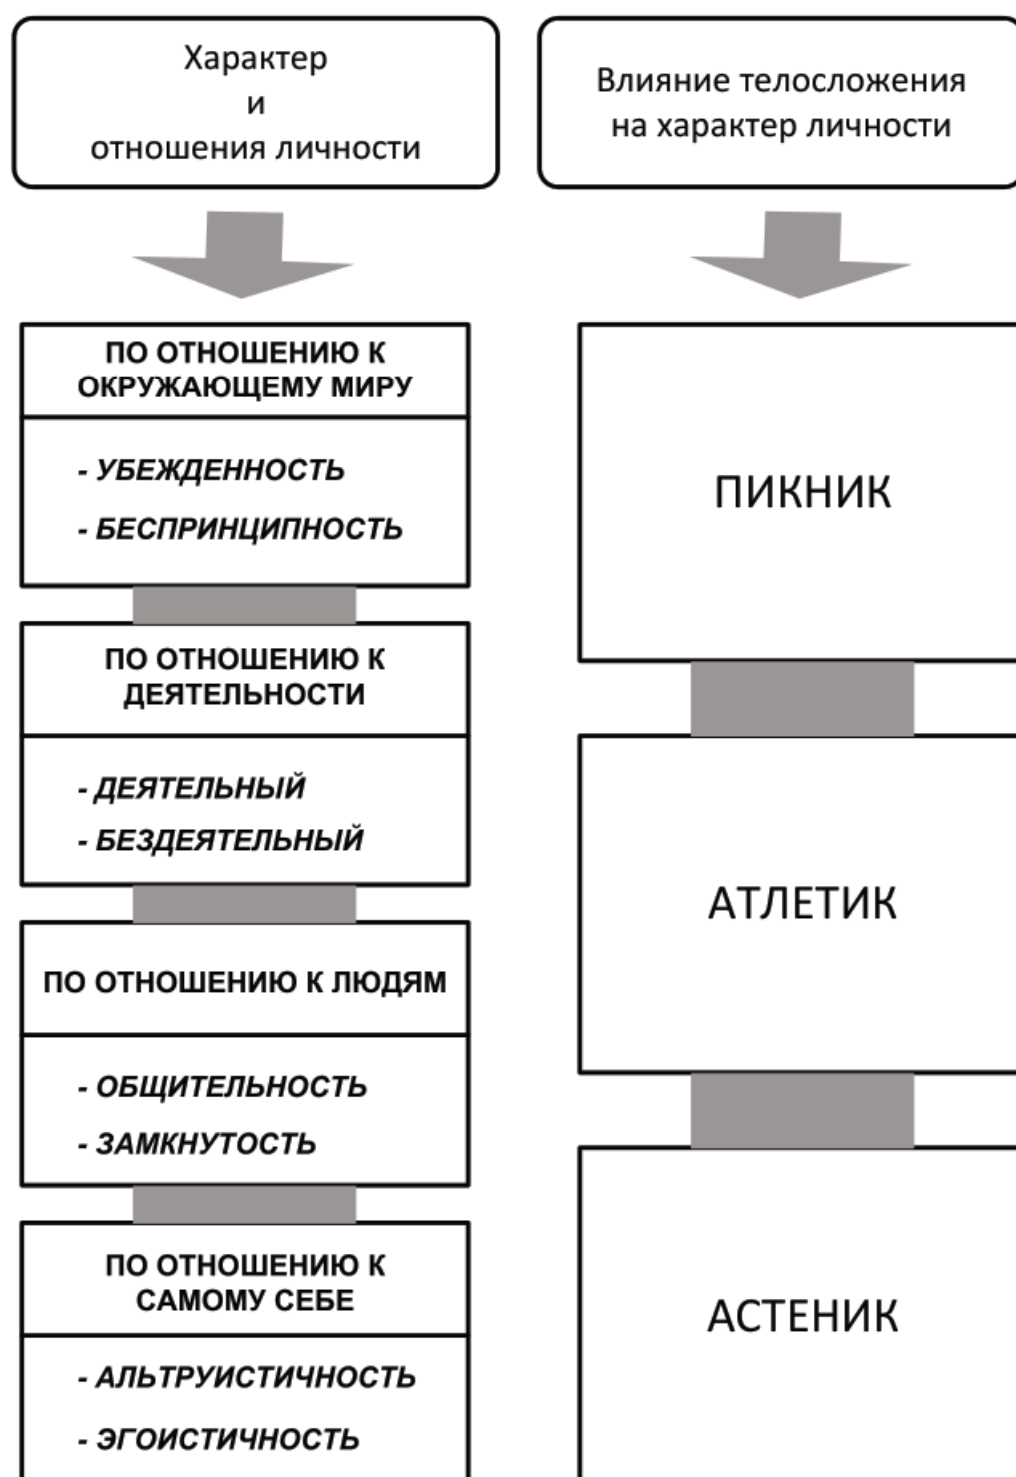 Характер
и
отношения личности
ПО ОТНОШЕНИЮ К
ОКРУЖАЮЩЕМУ МИРУ
- УБЕЖДЕННОСТЬ
- БЕСПРИНЦИПНОСТЬ
ПО ОТНОШЕНИЮ К
ДЕЯТЕЛЬНОСТИ
- ДЕЯТЕЛЬНЫЙ
- БЕЗДЕЯТЕЛЬНЫЙ
ПО ОТНОШЕНИЮ К ЛЮДЯМ
- ОБЩИТЕЛЬНОСТЬ
- ЗАМКНУТОСТЬ
ПО ОТНОШЕНИЮ К
САМОМУ СЕБЕ
- АЛЬТРУИСТИЧНОСТЬ
- ЭГОИСТИЧНОСТЬ
Влияние телосложения
на характер личности
ПИКНИК
АТЛЕТИК
АСТЕНИК